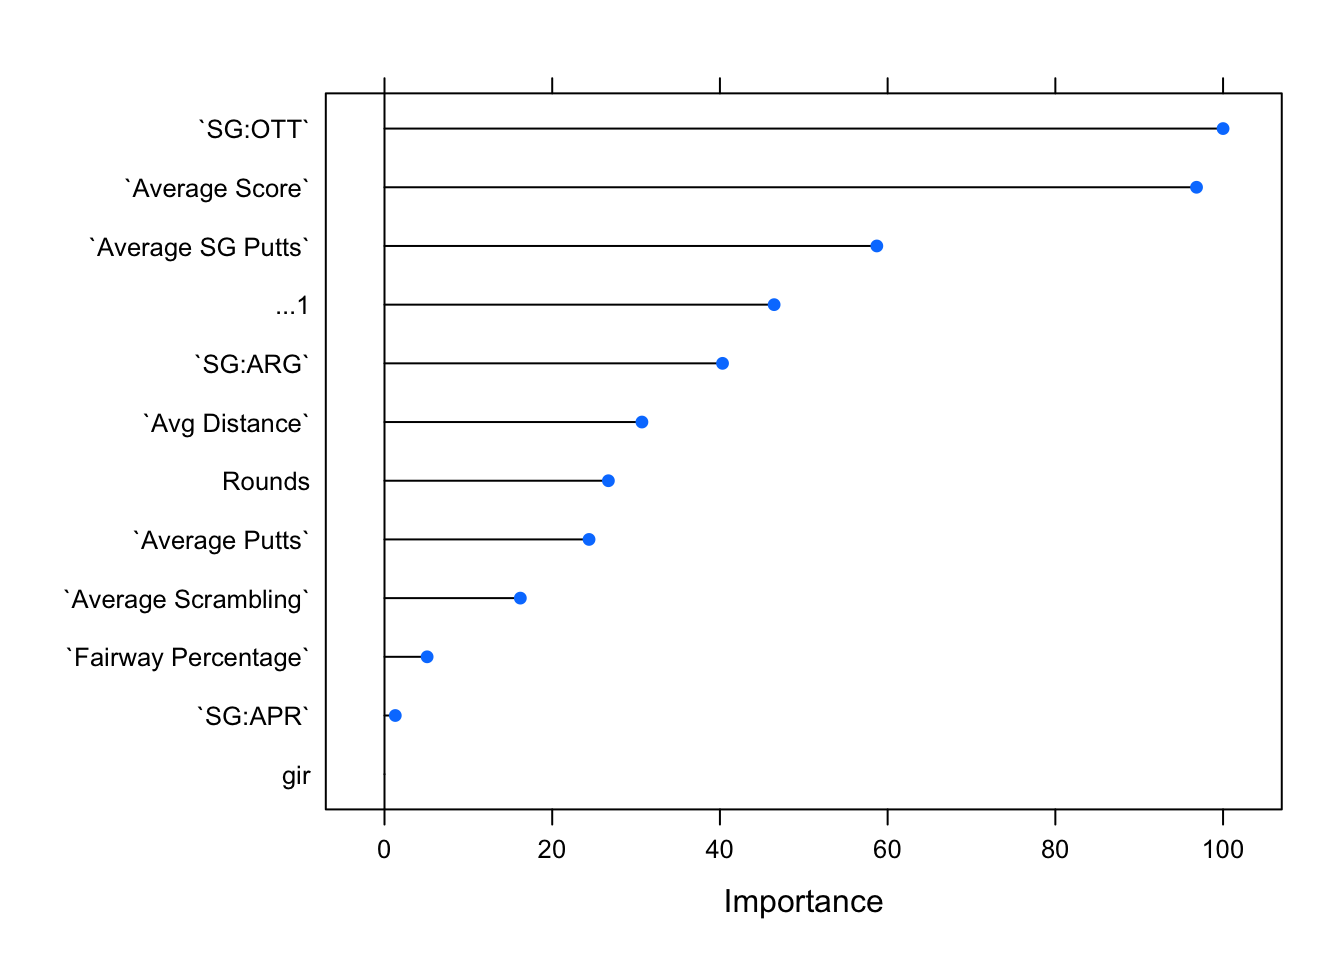 `SG:OTT`
`Average Score`
`Average SG Putts`
...1
`SG:ARG`
`Avg Distance`
Rounds
`Average Putts`
`Average Scrambling`
`Fairway Percentage`
`SG:APR`
gir
0 20 40 60 80 100
Importance